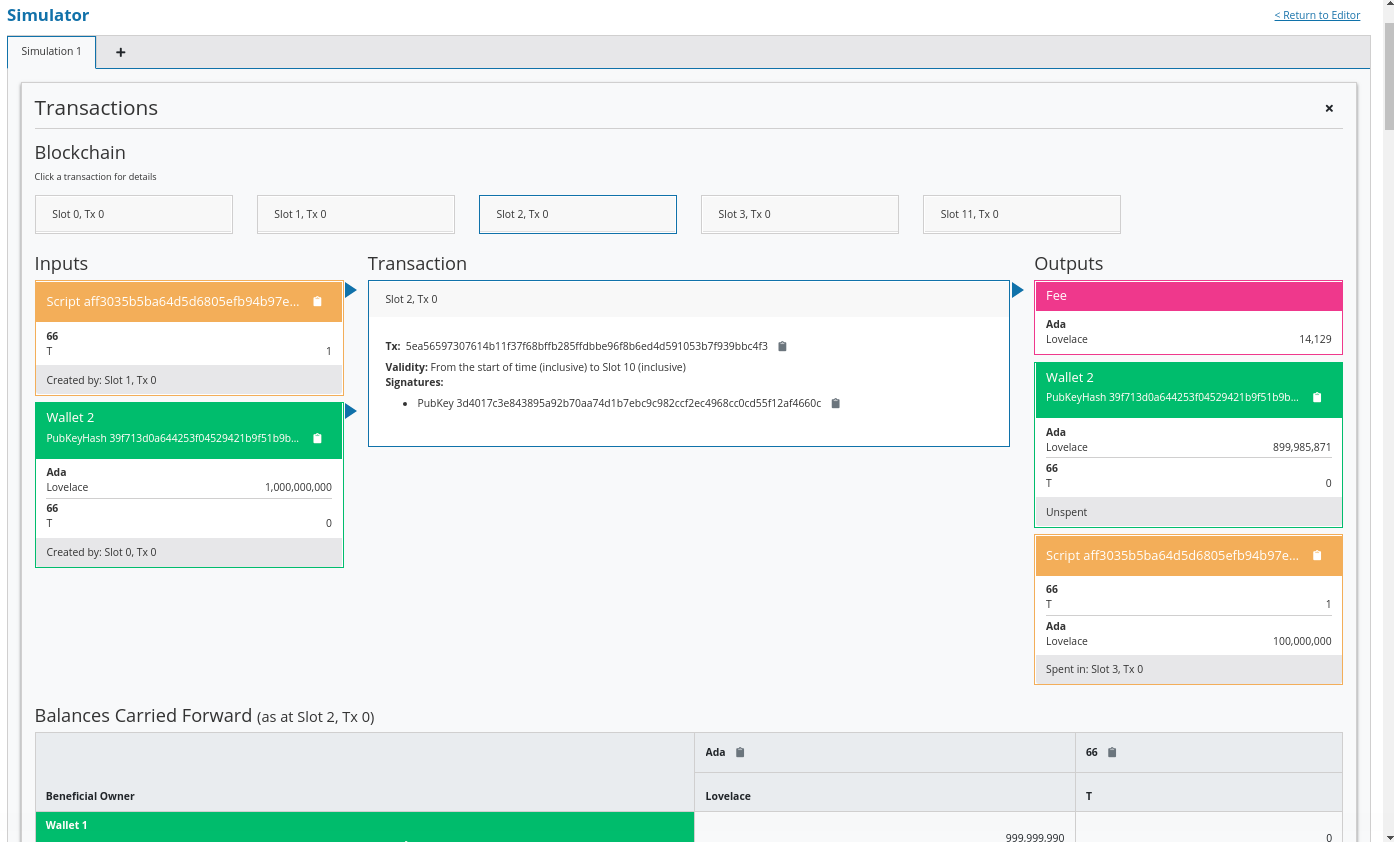 Simulator
< Return to Editor
Simulation 1
+
Transactions
×
Blockchain
Click a transaction for details
Slot 0, Tx 0
Slot 1, Tx 0
Slot 2, Tx 0
Slot 3, Tx 0
Slot 11, Tx 0
Inputs
Script aff3035b5ba64d5d6805efb94b97e...
66
T 1
Created by: Slot 1, Tx 0
Wallet 2
PubKeyHash 39f713d0a644253f04529421b9f51b9b...
Ada
Lovelace 1,000,000,000
66
T 0
Created by: Slot 0, Tx 0
Transaction
Slot 2, Tx 0
Tx: 5ea56597307614b11f37f68bffb285ffdbbe96f8b6ed4d591053b7f939bbc4f3
Validity: From the start of time (inclusive) to Slot 10 (inclusive)
Signatures:
• PubKey 3d4017c3e843895a92b70aa74d1b7ebc9c982ccf2ec4968cc0cd55f12af4660c
Outputs
Fee
Ada
Lovelace 14,129
Wallet 2
PubKeyHash 39f713d0a644253f04529421b9f51b9b...
Ada
Lovelace 899,985,871
66
T 0
Unspent
Script aff3035b5ba64d5d6805efb94b97e...
66
T 1
Ada
Lovelace 100,000,000
Spent in: Slot 3, Tx 0
Balances Carried Forward (as at Slot 2, Tx 0)
Ada 66
Beneficial Owner Lovelace T
Wallet 1
999,999,990 0